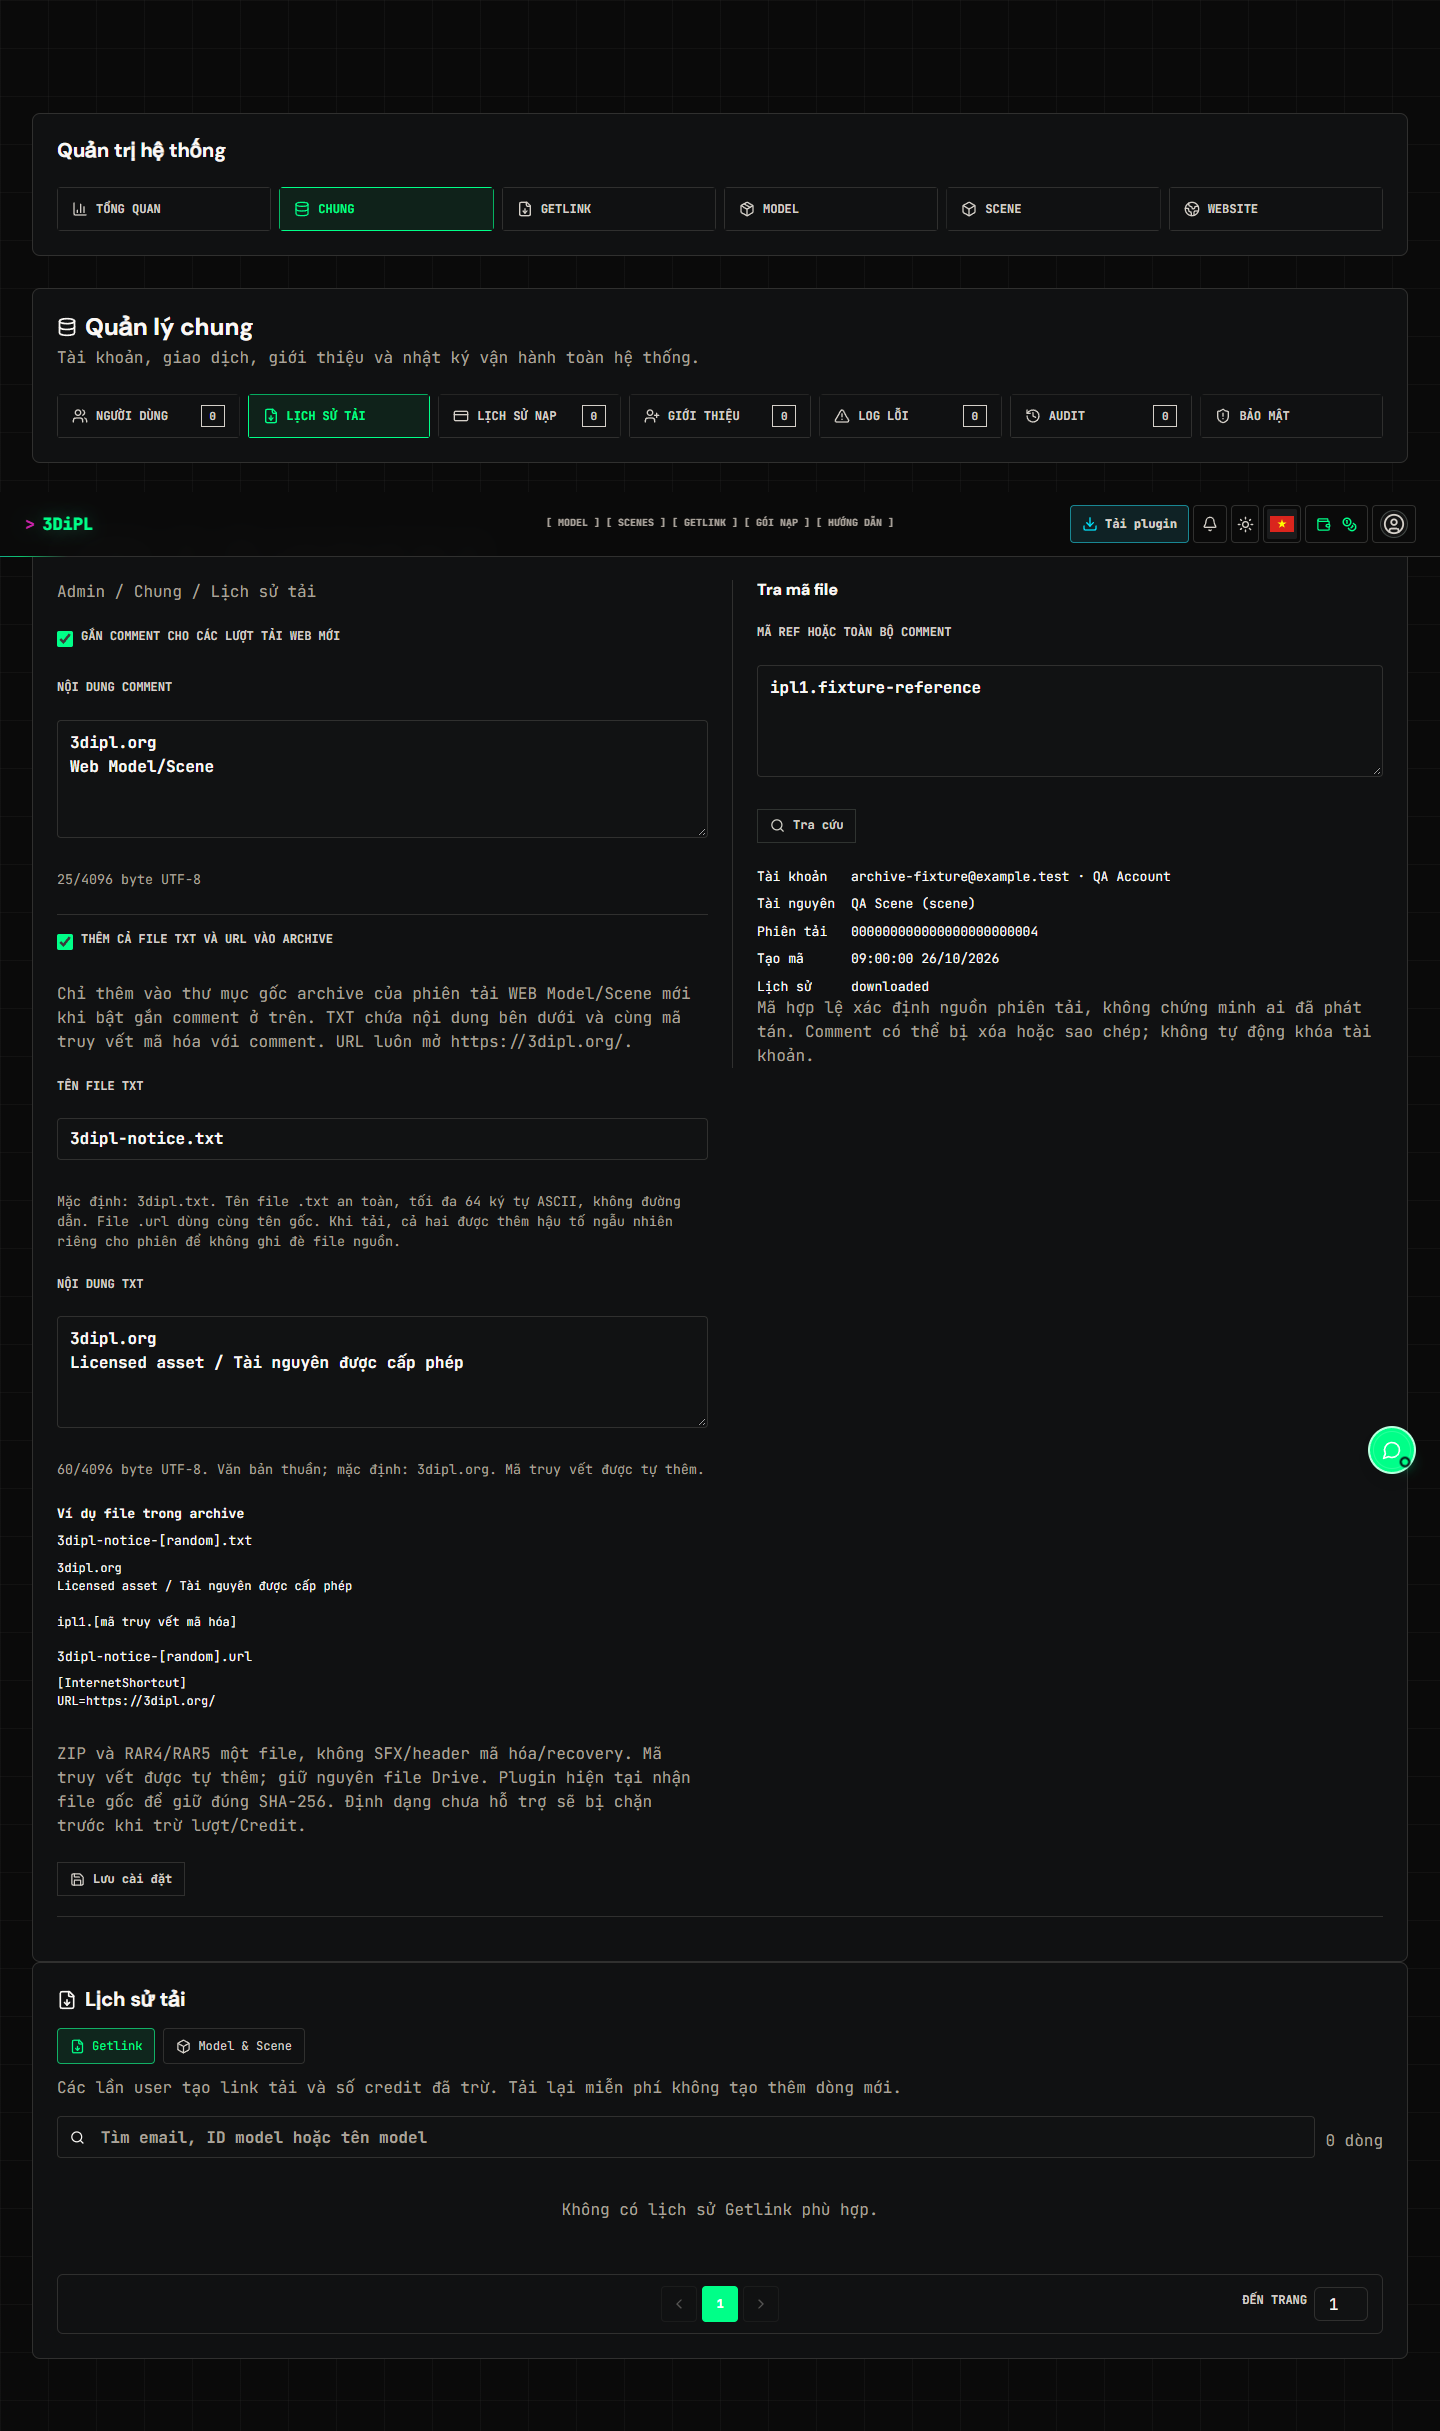 Quản trị hệ thống
TỔNG QUAN
CHUNG
GETLINK
MODEL
SCENE
WEBSITE
Quản lý chung
Tài khoản, giao dịch, giới thiệu và nhật ký vận hành toàn hệ thống.
NGƯỜI DÙNG 0
LỊCH SỬ TẢI
LỊCH SỬ NẠP 0
GIỚI THIỆU 0
LOG LỖI 0
AUDIT 0
BẢO MẬT
> 3DiPL
[ MODEL ] [ SCENES ] [ GETLINK ] [ GÓI NẠP ] [ HƯỚNG DẪN ]
Tải plugin
Admin / Chung / Lịch sử tải
GẮN COMMENT CHO CÁC LƯỢT TẢI WEB MỚI
NỘI DUNG COMMENT
3dipl.org
Web Model/Scene
25/4096 byte UTF-8
THÊM CẢ FILE TXT VÀ URL VÀO ARCHIVE
Chỉ thêm vào thư mục gốc archive của phiên tải WEB Model/Scene mới
khi bật gắn comment ở trên. TXT chứa nội dung bên dưới và cùng mã
truy vết mã hóa với comment. URL luôn mở https://3dipl.org/.
TÊN FILE TXT
3dipl-notice.txt
Mặc định: 3dipl.txt. Tên file .txt an toàn, tối đa 64 ký tự ASCII, không đường
dẫn. File .url dùng cùng tên gốc. Khi tải, cả hai được thêm hậu tố ngẫu nhiên
riêng cho phiên để không ghi đè file nguồn.
NỘI DUNG TXT
3dipl.org
Licensed asset / Tài nguyên được cấp phép
60/4096 byte UTF-8. Văn bản thuần; mặc định: 3dipl.org. Mã truy vết được tự thêm.
Ví dụ file trong archive
3dipl-notice-[random].txt
3dipl.org
Licensed asset / Tài nguyên được cấp phép
ipl1.[mã truy vết mã hóa]
3dipl-notice-[random].url
[InternetShortcut]
URL=https://3dipl.org/
ZIP và RAR4/RAR5 một file, không SFX/header mã hóa/recovery. Mã
truy vết được tự thêm; giữ nguyên file Drive. Plugin hiện tại nhận
file gốc để giữ đúng SHA-256. Định dạng chưa hỗ trợ sẽ bị chặn
trước khi trừ lượt/Credit.
Lưu cài đặt
Tra mã file
MÃ REF HOẶC TOÀN BỘ COMMENT
ipl1.fixture-reference
Tra cứu
Tài khoản archive-fixture@example.test · QA Account
Tài nguyên QA Scene (scene)
Phiên tải 000000000000000000000004
Tạo mã 09:00:00 26/10/2026
Lịch sử downloaded
Mã hợp lệ xác định nguồn phiên tải, không chứng minh ai đã phát
tán. Comment có thể bị xóa hoặc sao chép; không tự động khóa tài
khoản.
Lịch sử tải
Getlink
Model & Scene
Các lần user tạo link tải và số credit đã trừ. Tải lại miễn phí không tạo thêm dòng mới.
Tìm email, ID model hoặc tên model
0 dòng
Không có lịch sử Getlink phù hợp.
1
ĐẾN TRANG 1